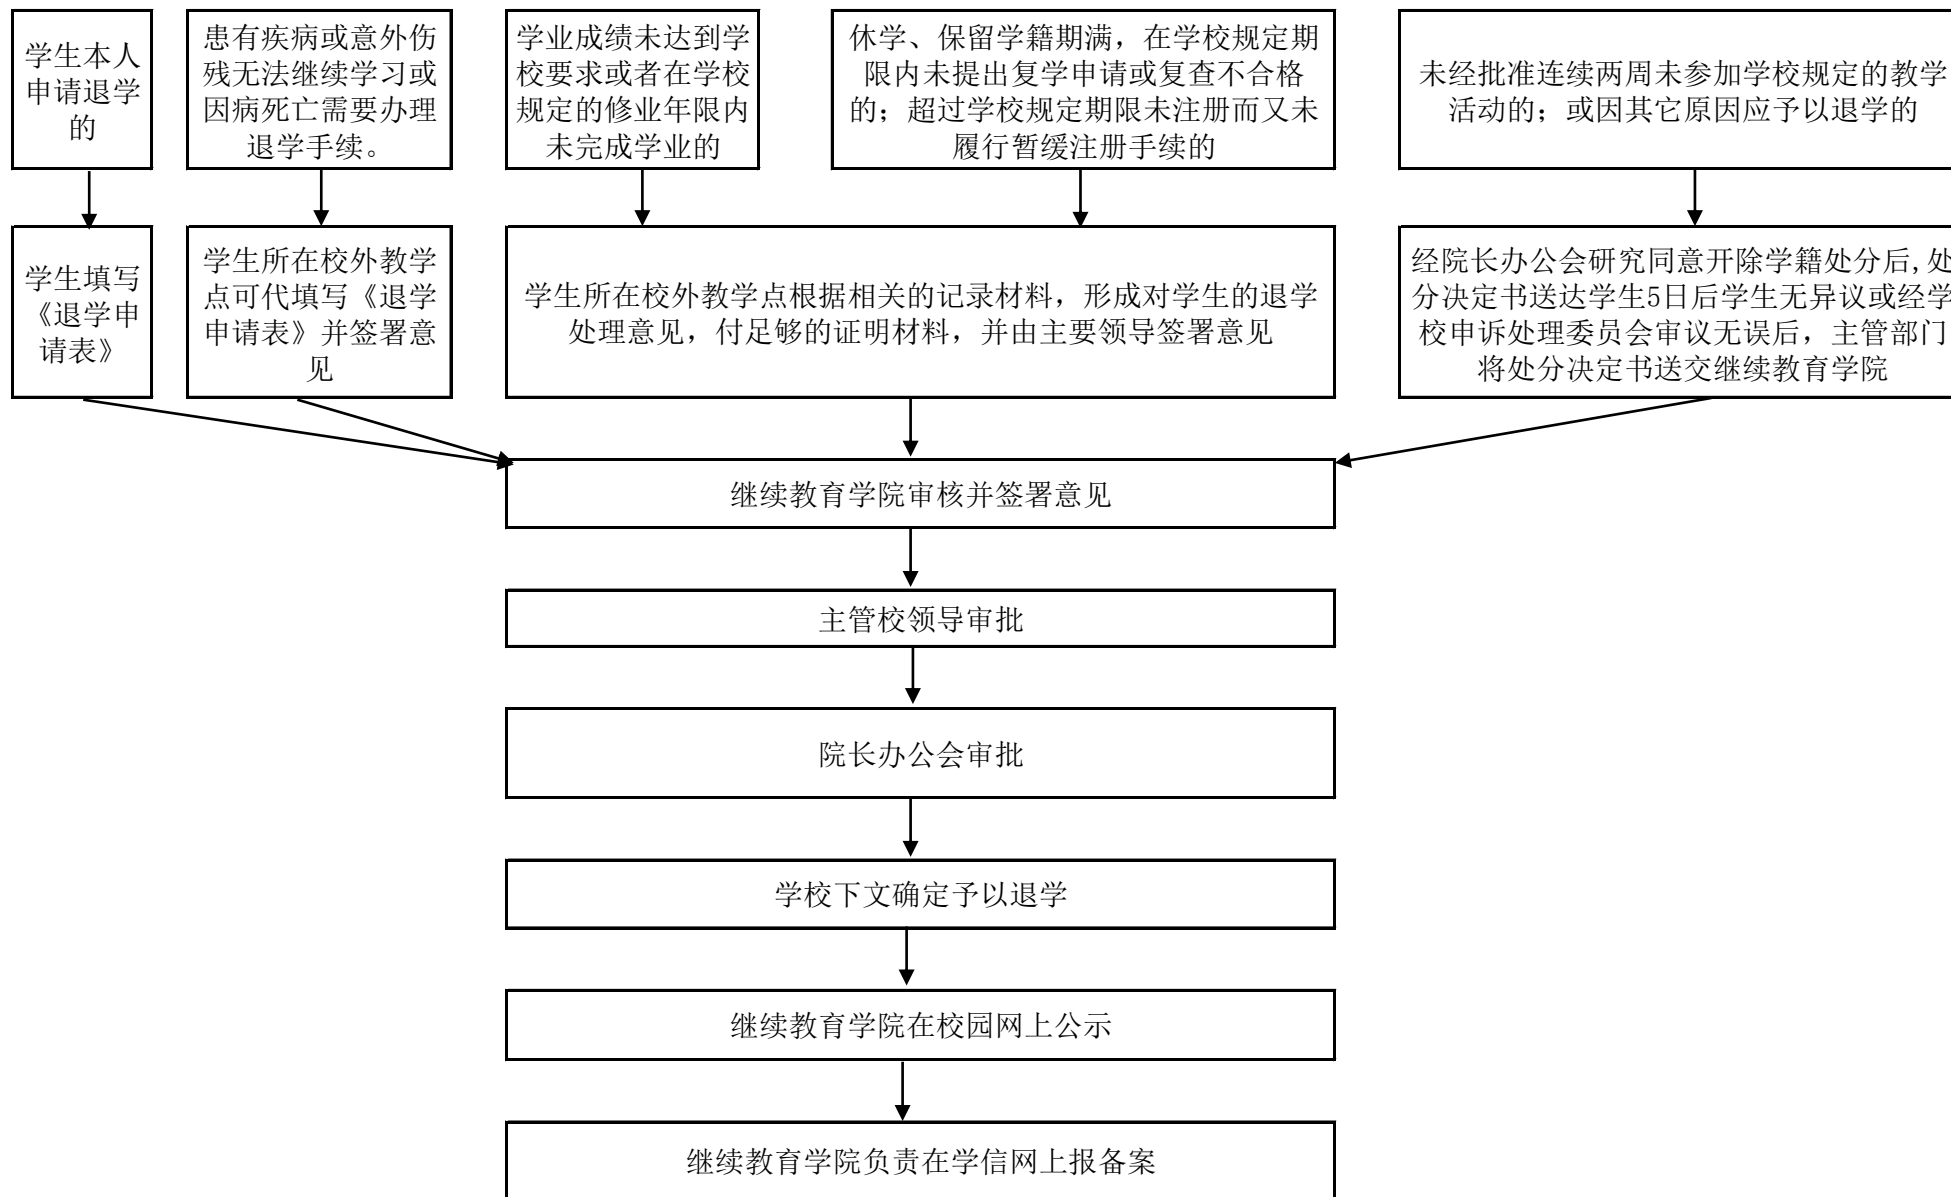 学生本人
申请退学
的
患有疾病或意外伤
残无法继续学习或
因病死亡需要办理
退学手续。
学业成绩未达到学
校要求或者在学校
规定的修业年限内
未完成学业的
休学、保留学籍期满，在学校规定期
限内未提出复学申请或复查不合格
的；超过学校规定期限未注册而又未
履行暂缓注册手续的
未经批准连续两周未参加学校规定的教学
活动的；或因其它原因应予以退学的
学生填写
《退学申
请表》
学生所在校外教学
点可代填写《退学
申请表》并签署意
见
学生所在校外教学点根据相关的记录材料，形成对学生的退学
处理意见，付足够的证明材料，并由主要领导签署意见
经院长办公会研究同意开除学籍处分后,处
分决定书送达学生5日后学生无异议或经学
校申诉处理委员会审议无误后，主管部门
将处分决定书送交继续教育学院
继续教育学院审核并签署意见
主管校领导审批
院长办公会审批
学校下文确定予以退学
继续教育学院在校园网上公示
继续教育学院负责在学信网上报备案